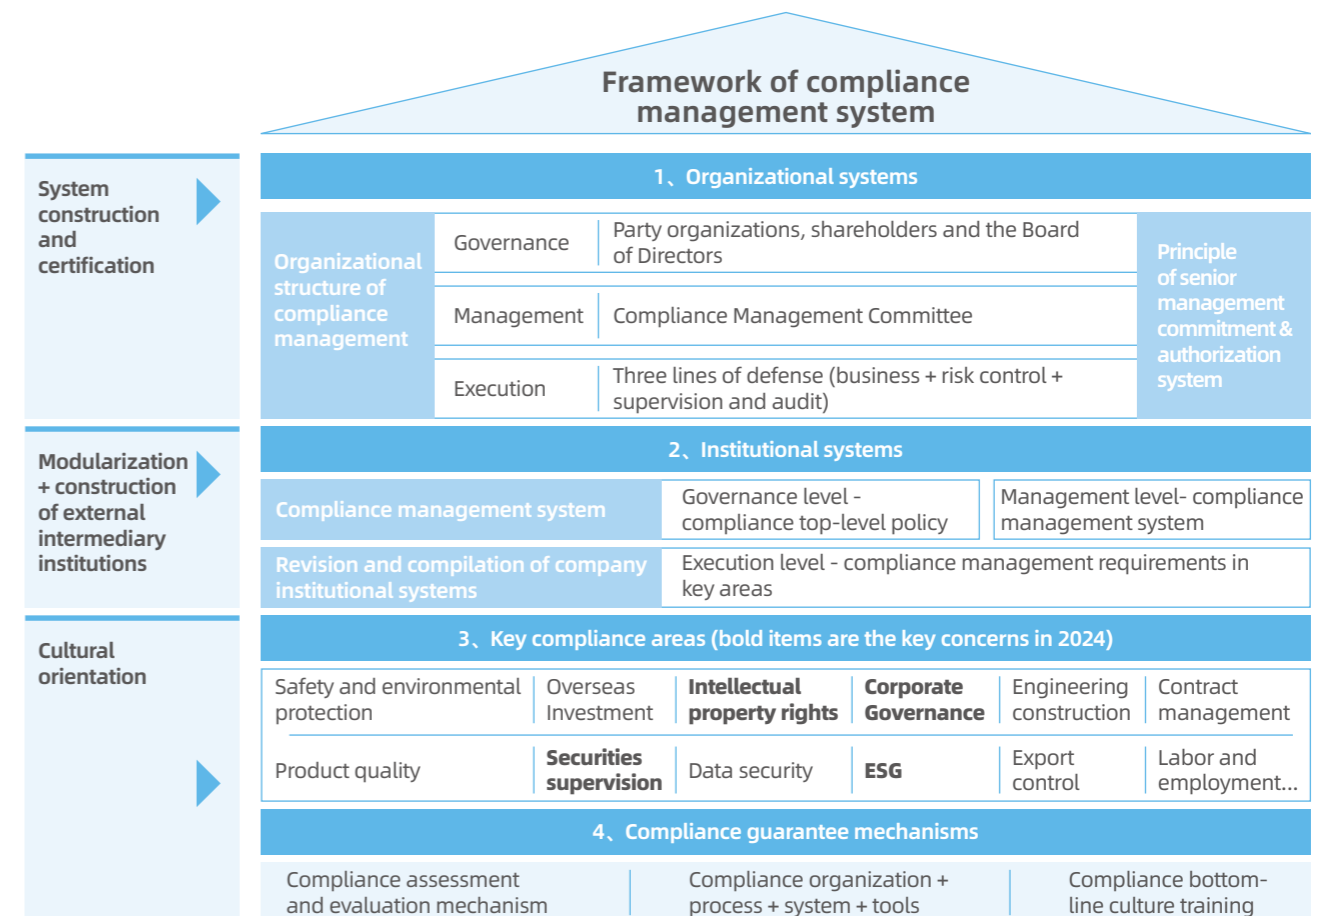 Framework of compliance
management system
System
construction
and
certification
1、Organizational systems
Organizational
structure of
compliance
management
Governance
Party organizations, shareholders and the Board
of Directors
Management
Compliance Management Committee
Execution
Three lines of defense (business + risk control +
supervision and audit)
Principle
of senior
management
commitment &
authorization
system
Modularization
+ construction
of external
intermediary
institutions
2、Institutional systems
Compliance management system
Governance level -
compliance top-level policy
Management level- compliance
management system
Revision and compilation of company
institutional systems
Execution level - compliance management requirements in
key areas
Cultural
orientation
3、Key compliance areas (bold items are the key concerns in 2024)
Safety and environmental
protection
Overseas
Investment
Intellectual
property rights
Corporate
Governance
Engineering
construction
Contract
management
Product quality
Securities
supervision
Data security
ESG
Export
control
Labor and
employment...
4、Compliance guarantee mechanisms
Compliance assessment
and evaluation mechanism
Compliance organization +
process + system + tools
Compliance bottom-
line culture training